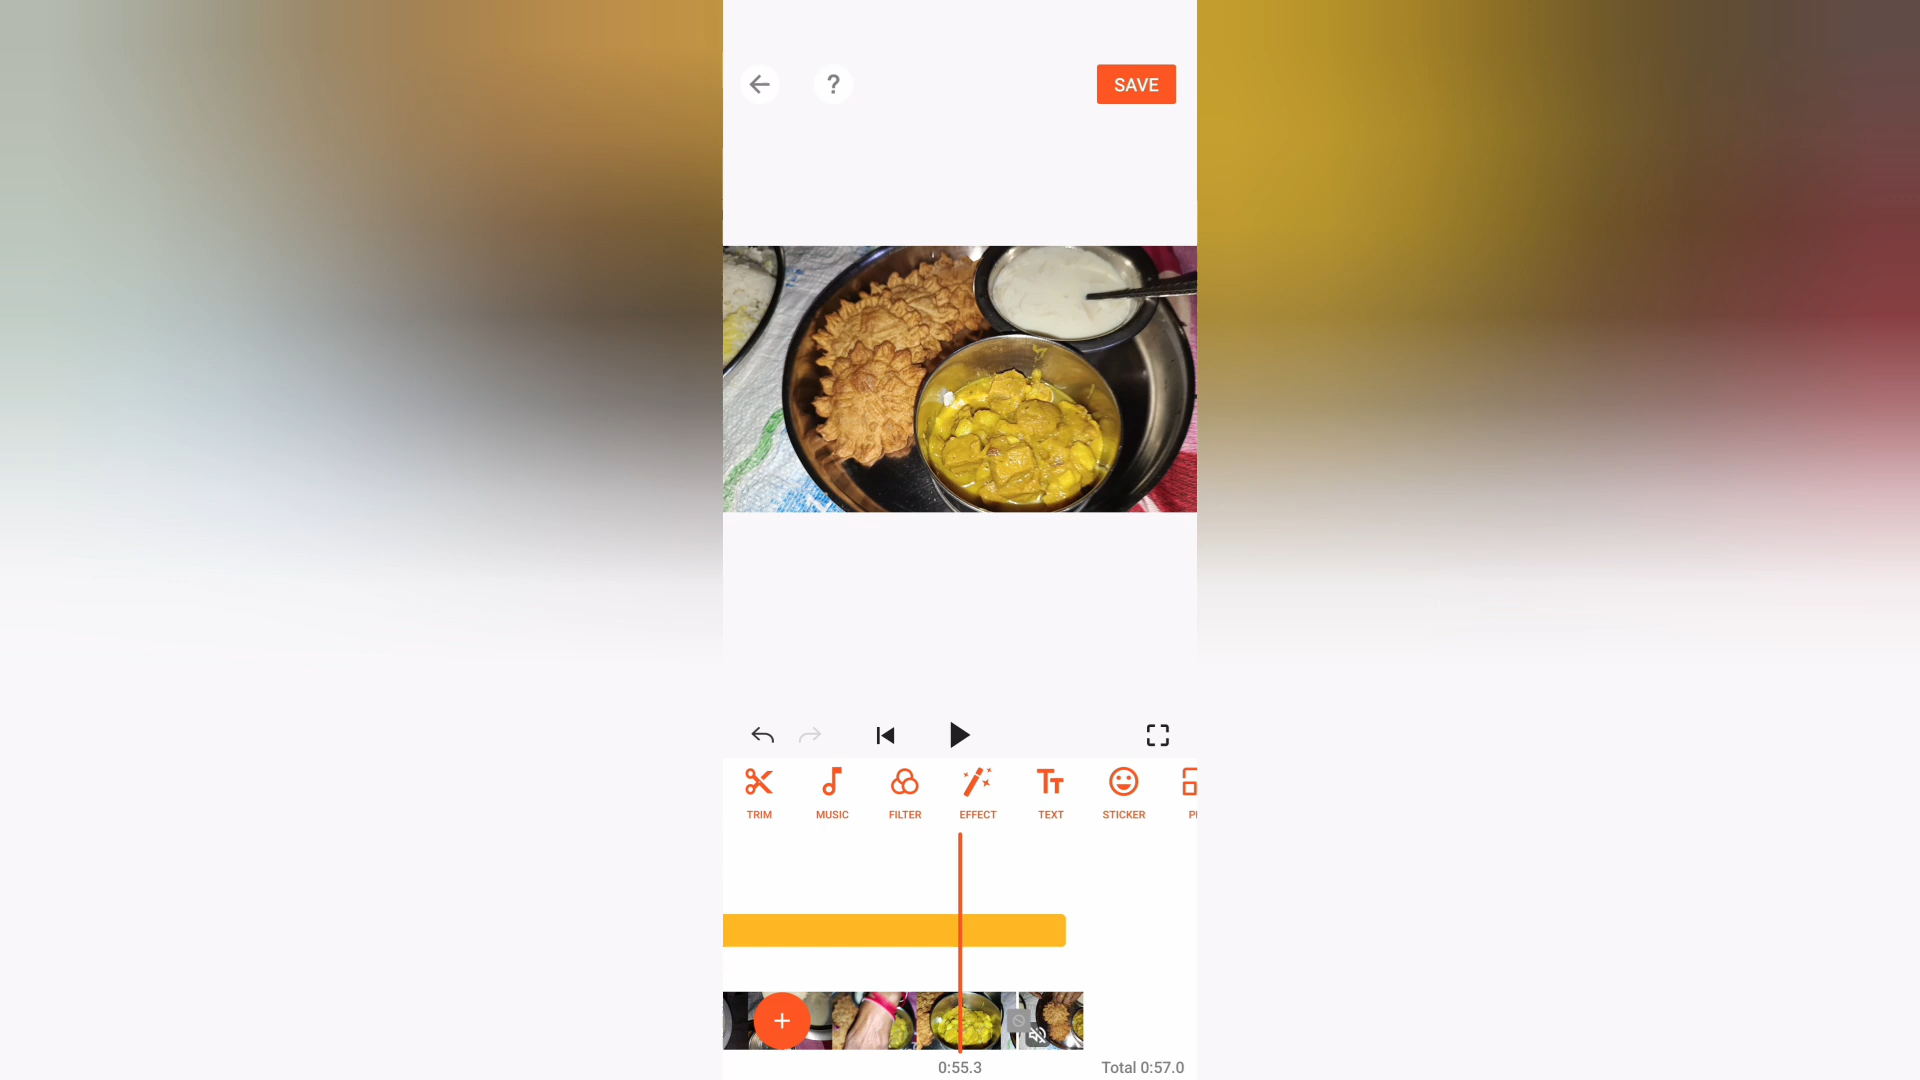 ?
SAVE
TRIM MUSIC FILTER EFFECT TEXT STICKER
0:55.3 Total 0:57.0